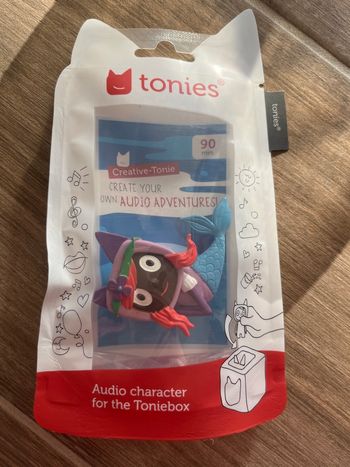 tonies®
tonies®
90
min
Creative-Tonie
CREATE YOUR
OWN AUDIO ADVENTURES!
Audio character
for the Toniebox